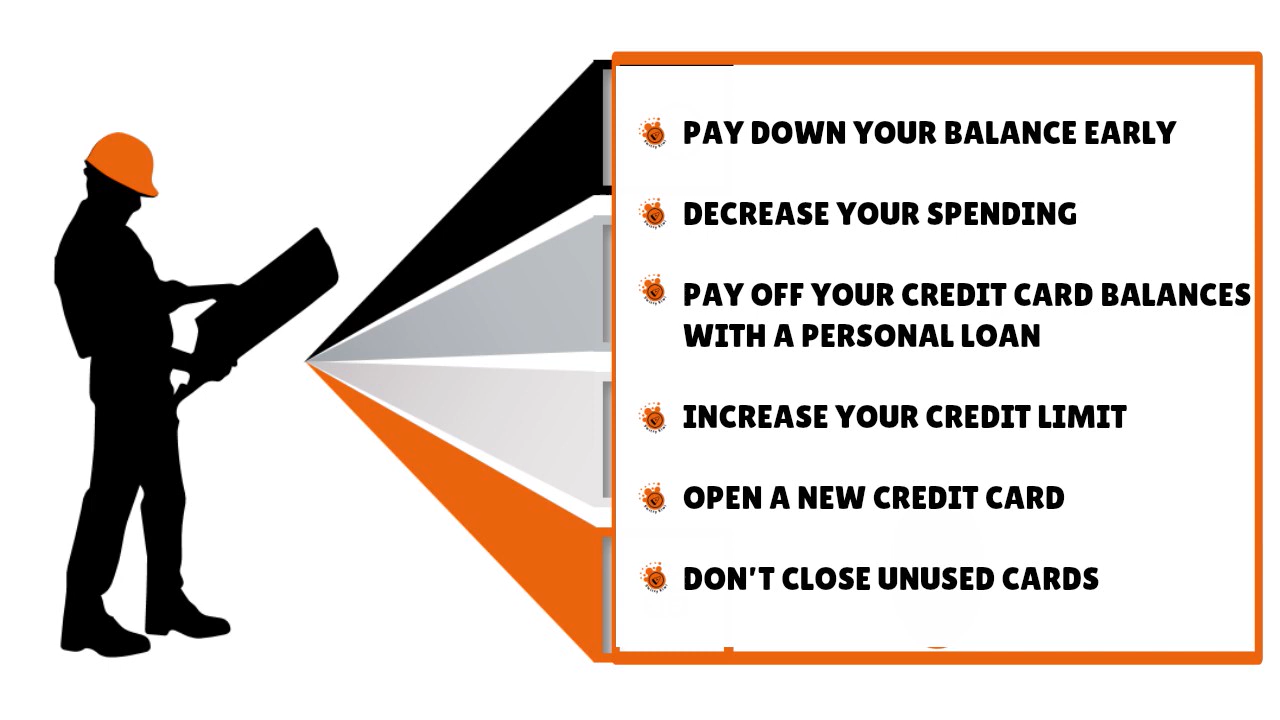 PAY DOWN YOUR BALANCE EARLY
DECREASE YOUR SPENDING
PAY OFF YOUR CREDIT CARD BALANCES
WITH A PERSONAL LOAN
INCREASE YOUR CREDIT LIMIT
OPEN A NEW CREDIT CARD
DON'T CLOSE UNUSED CARDS